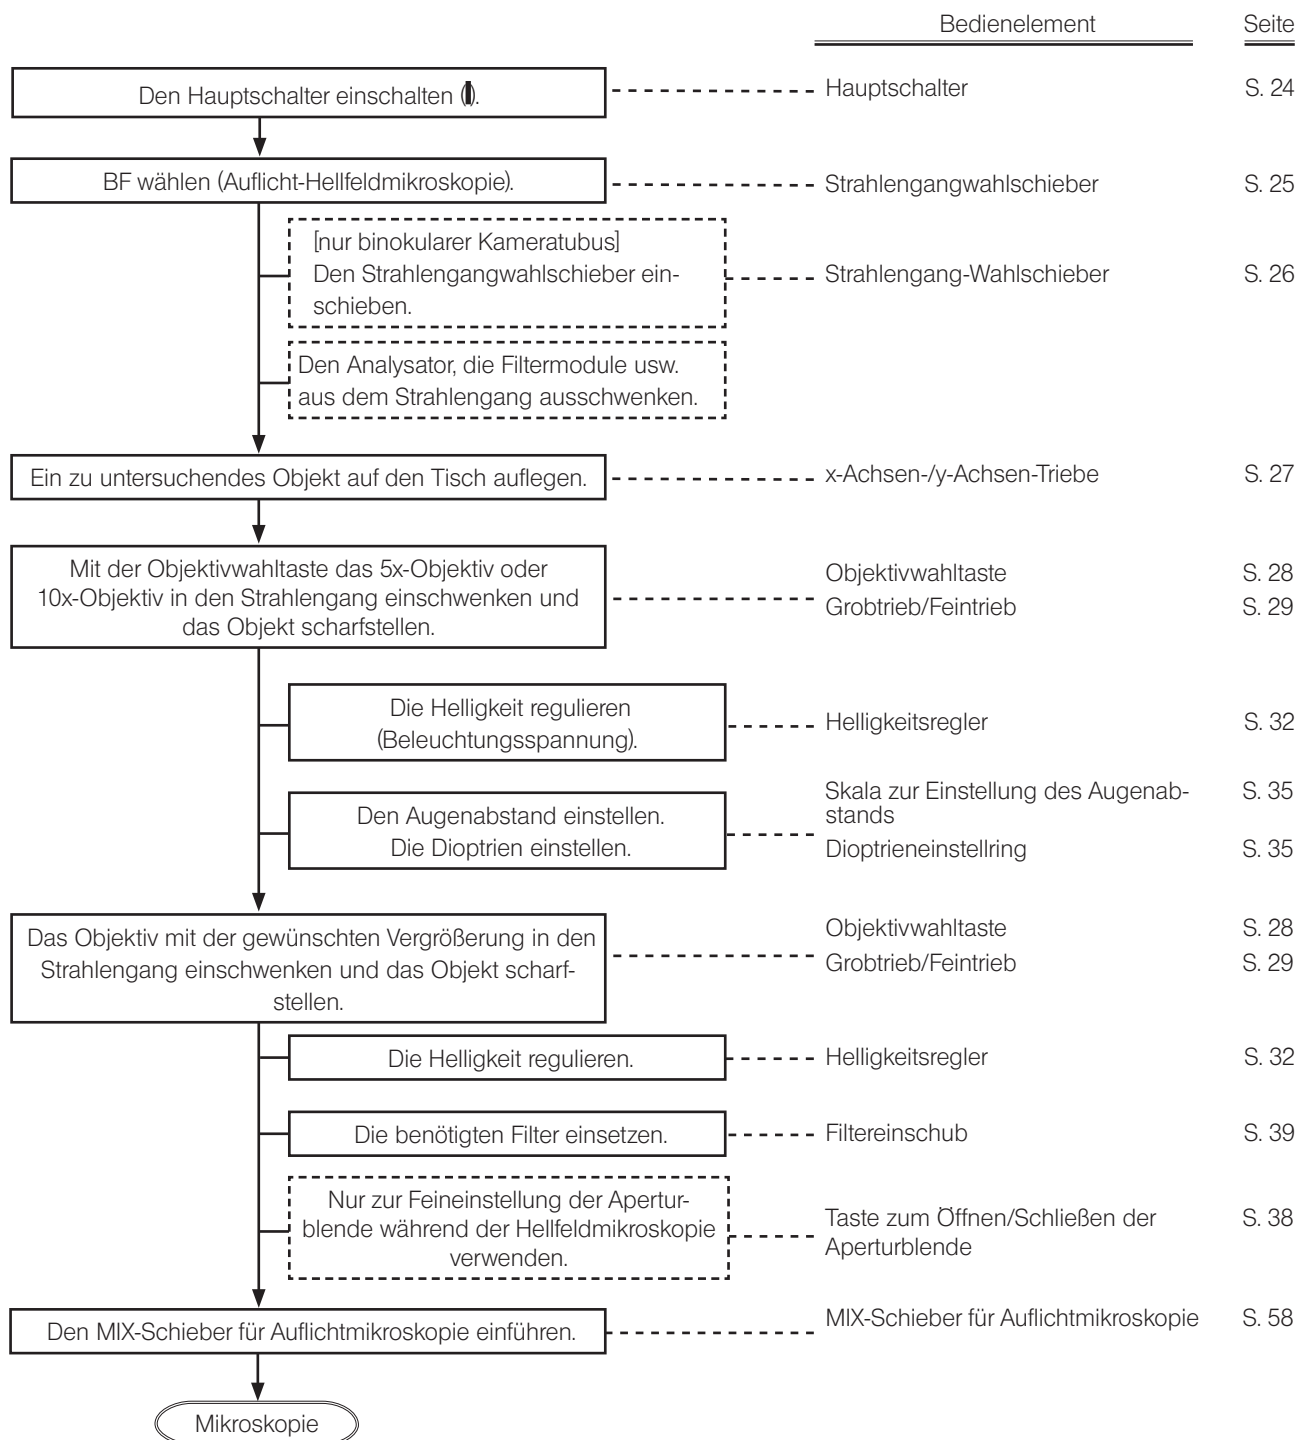 Bedienelement Seite
Den Hauptschalter einschalten (I). Hauptschalter S. 24
BF wählen (Auflicht-Hellfeldmikroskopie). Strahlengangwahlschieber S. 25
[nur binokularer Kameratubus]
Den Strahlengangwahlschieber ein-
schieben.
Strahlengang-Wahlschieber S. 26
Den Analysator, die Filtermodule usw.
aus dem Strahlengang ausschwenken.
Ein zu untersuchendes Objekt auf den Tisch auflegen. x-Achsen-/y-Achsen-Triebe S. 27
Mit der Objektivwahltaste das 5x-Objektiv oder
10x-Objektiv in den Strahlengang einschwenken und
das Objekt scharfstellen.
Objektivwahltaste S. 28
Grobtrieb/Feintrieb S. 29
Die Helligkeit regulieren
(Beleuchtungsspannung).
Helligkeitsregler S. 32
Den Augenabstand einstellen.
Die Dioptrien einstellen.
Skala zur Einstellung des Augenab- S. 35
stands
Dioptrieneinstellring S. 35
Das Objektiv mit der gewünschten Vergrößerung in den
Strahlengang einschwenken und das Objekt scharf-
stellen.
Objektivwahltaste S. 28
Grobtrieb/Feintrieb S. 29
Die Helligkeit regulieren. Helligkeitsregler S. 32
Die benötigten Filter einsetzen. Filtereinschub S. 39
Nur zur Feineinstellung der Apertur-
blende während der Hellfeldmikroskopie
verwenden.
Taste zum Öffnen/Schließen der S. 38
Aperturblende
Den MIX-Schieber für Auflichtmikroskopie einführen. MIX-Schieber für Auflichtmikroskopie S. 58
Mikroskopie